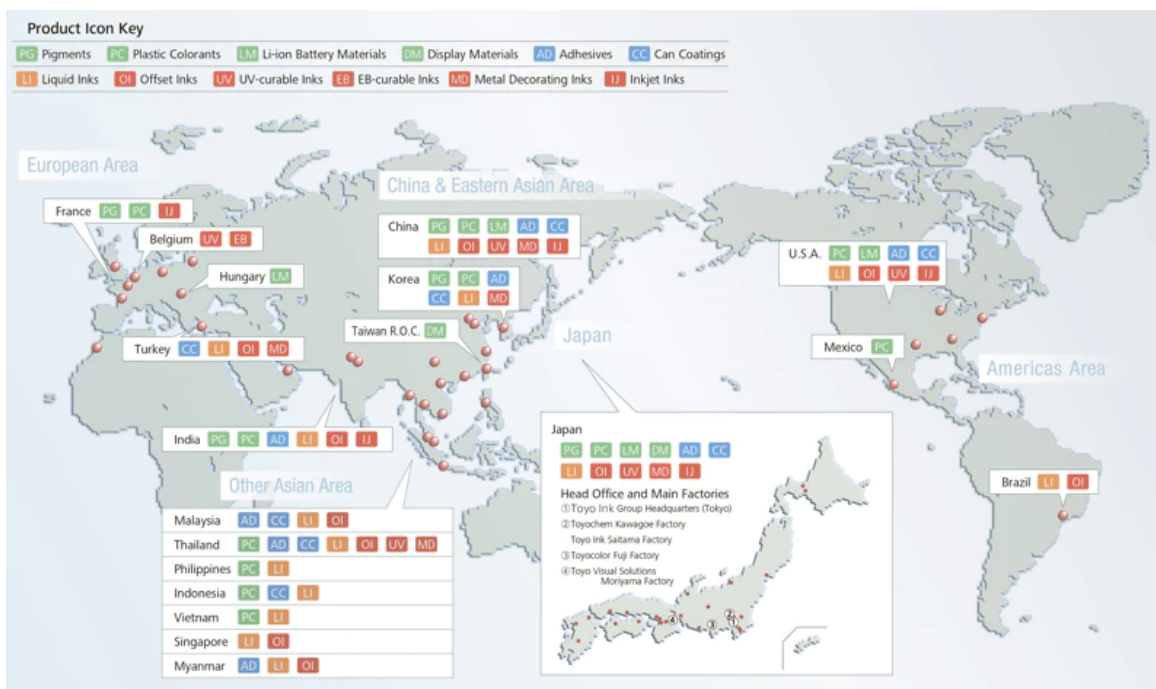 Product Icon Key
PG Pigments PC Plastic Colorants LM Li-ion Battery Materials DM Display Materials AD Adhesives CC Can Coatings
LI Liquid Inks OI Offset Inks UV UV-curable Inks EB EB-curable Inks MD Metal Decorating Inks IJ Inkjet Inks
European Area
France PG PC IJ
Belgium UV EB
Hungary LM
Turkey CC LI OI MD
China & Eastern Asian Area
China PG PC LM AD CC
LI OI UV MD IJ
Korea PG PC AD
CC LI MD
Taiwan R.O.C. DM
Japan
U.S.A. PC LM AD CC
LI OI UV IJ
Mexico PC
Americas Area
Brazil LI OI
India PG PC AD LI OI IJ
Other Asian Area
Malaysia AD CC LI OI
Thailand PC AD CC LI OI UV MD
Philippines PC LI
Indonesia PC CC LI
Vietnam PC LI
Singapore LI OI
Myanmar AD LI OI
Japan
PG PC LM DM AD CC
LI OI UV MD IJ
Head Office and Main Factories
①Toyo Ink Group Headquarters (Tokyo)
②Toyochem Kawagoe Factory
Toyo Ink Saitama Factory
③Toyocolor Fuji Factory
④Toyo Visual Solutions
Moriyama Factory
②
④ ③ ①